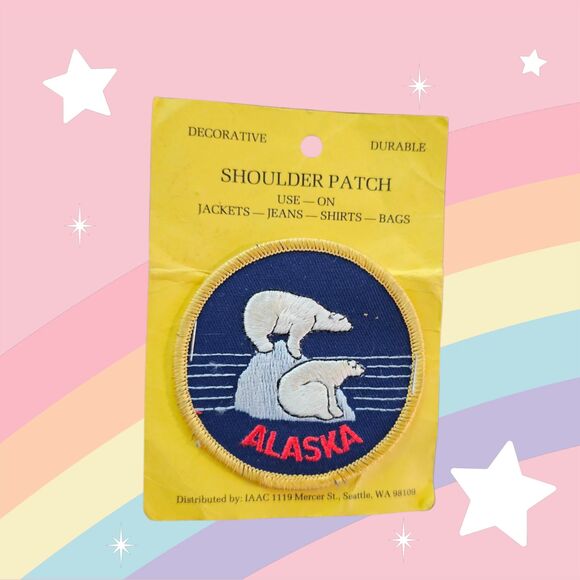 DECORATIVE
DURABLE
SHOULDER PATCH
USE — ON
JACKETS — JEANS — SHIRTS — BAGS
ALASKA
Distributed by: IAAC 1119 Mercer St., Seattle, WA 98109